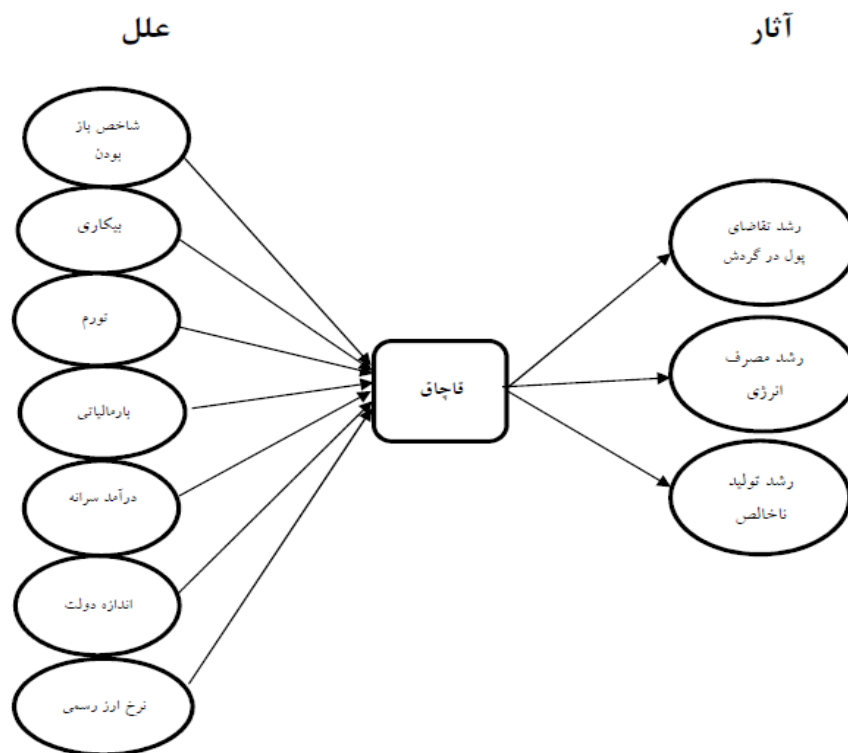 علل
آثار
شاخص باز
بودن
بیکاری
تورم
بارمالیاتی
درآمد سرانه
اندازه دولت
نرخ ارز رسمی
قاچاق
رشد تقاضای
پول در گردش
رشد مصرف
انرژی
رشد تولید
ناخالص